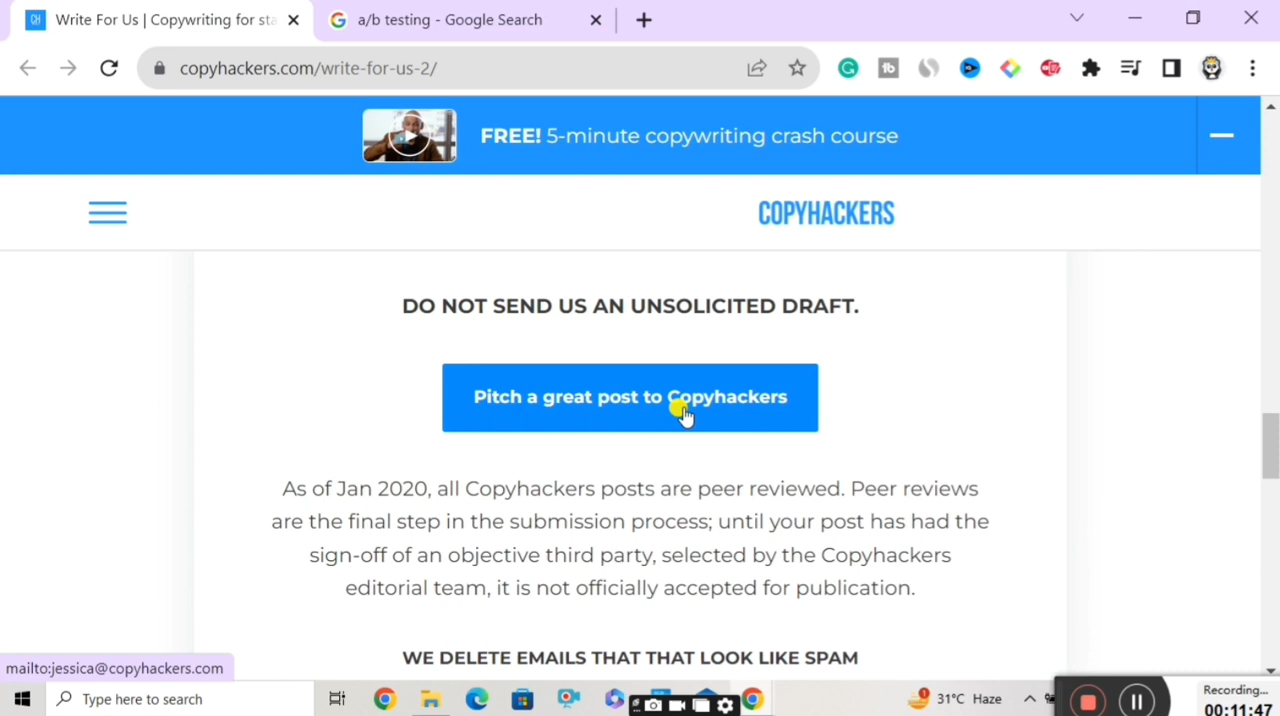 CH
Write For Us | Copywriting for sta
a/b testing - Google Search
copyhackers.com/write-for-us-2/
FREE! 5-minute copywriting crash course
COPYHACKERS
DO NOT SEND US AN UNSOLICITED DRAFT.
Pitch a great post to Copyhackers
As of Jan 2020, all Copyhackers posts are peer reviewed. Peer reviews
are the final step in the submission process; until your post has had the
sign-off of an objective third party, selected by the Copyhackers
editorial team, it is not officially accepted for publication.
WE DELETE EMAILS THAT THAT LOOK LIKE SPAM
mailto:jessica@copyhackers.com
Type here to search
31°C Haze
Recording...
00:11:47